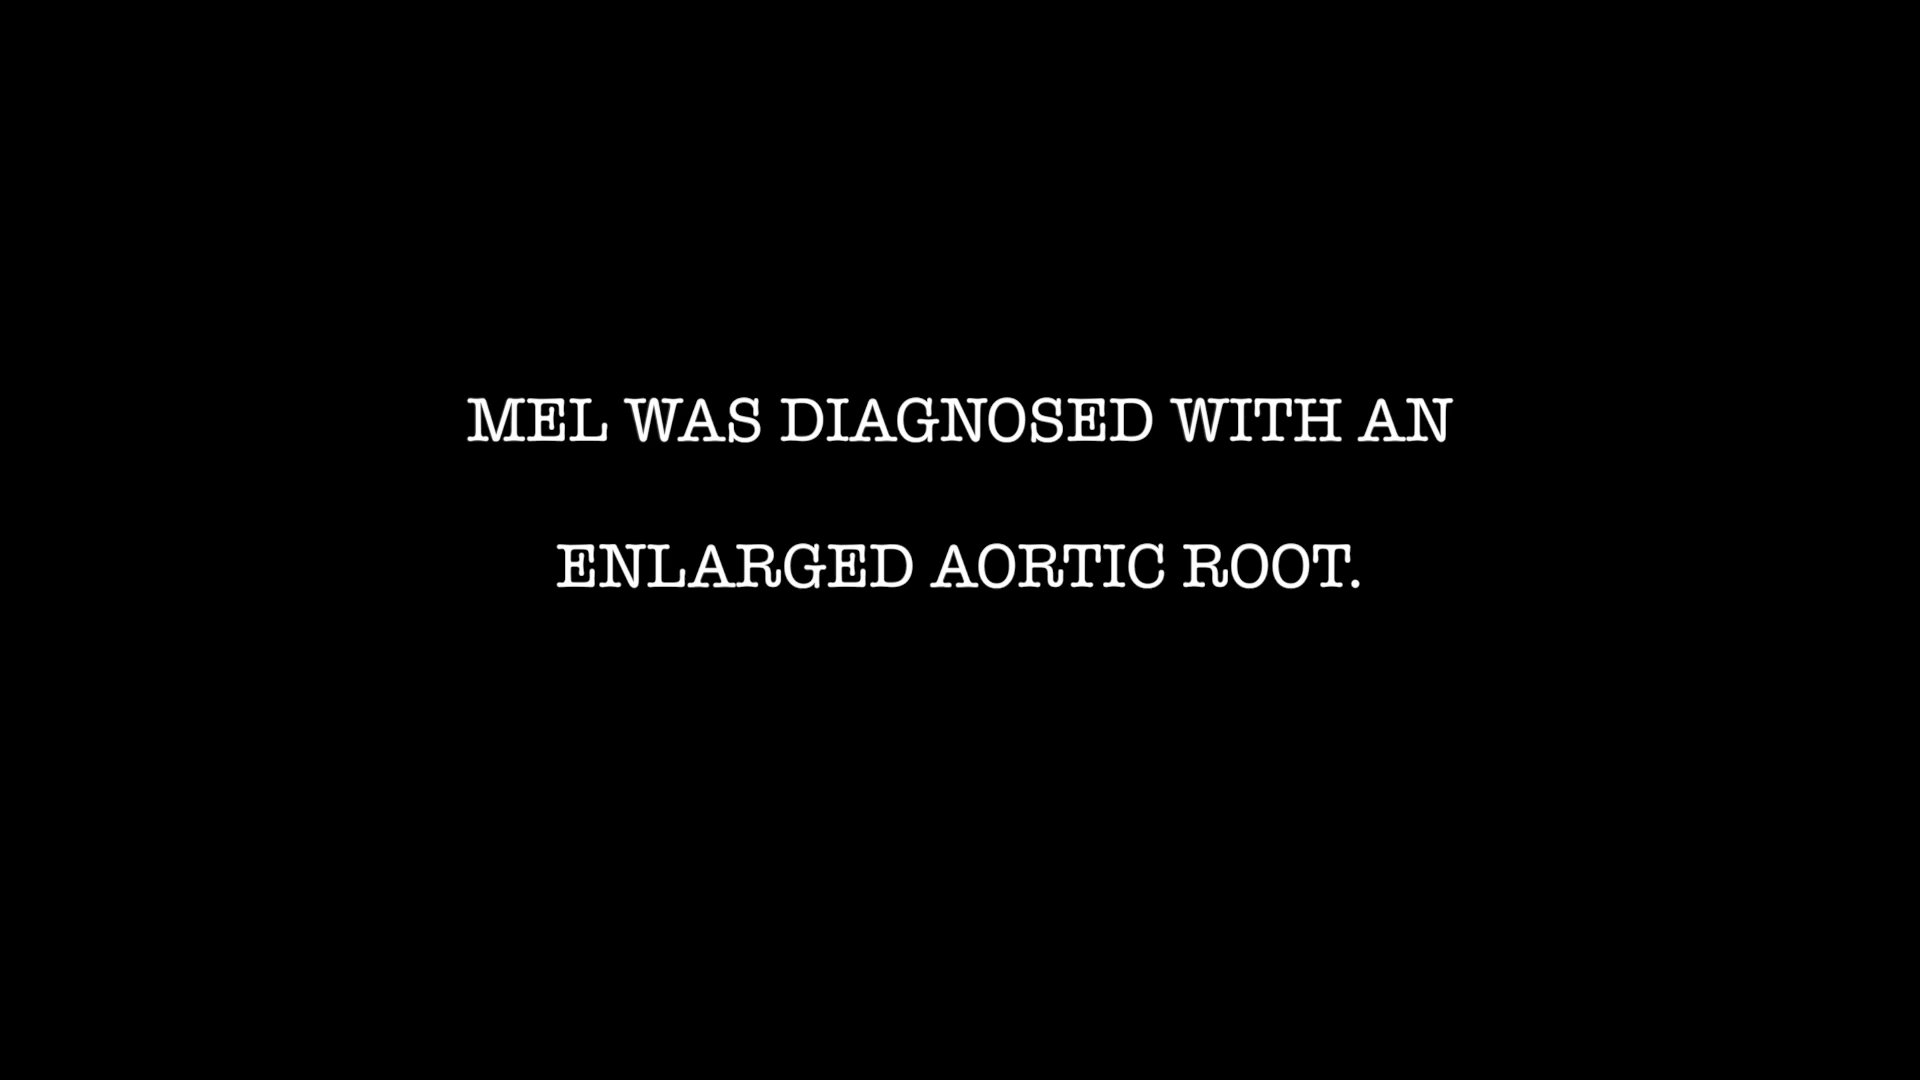 MEL WAS DIAGNOSED WITH AN
ENLARGED AORTIC ROOT.